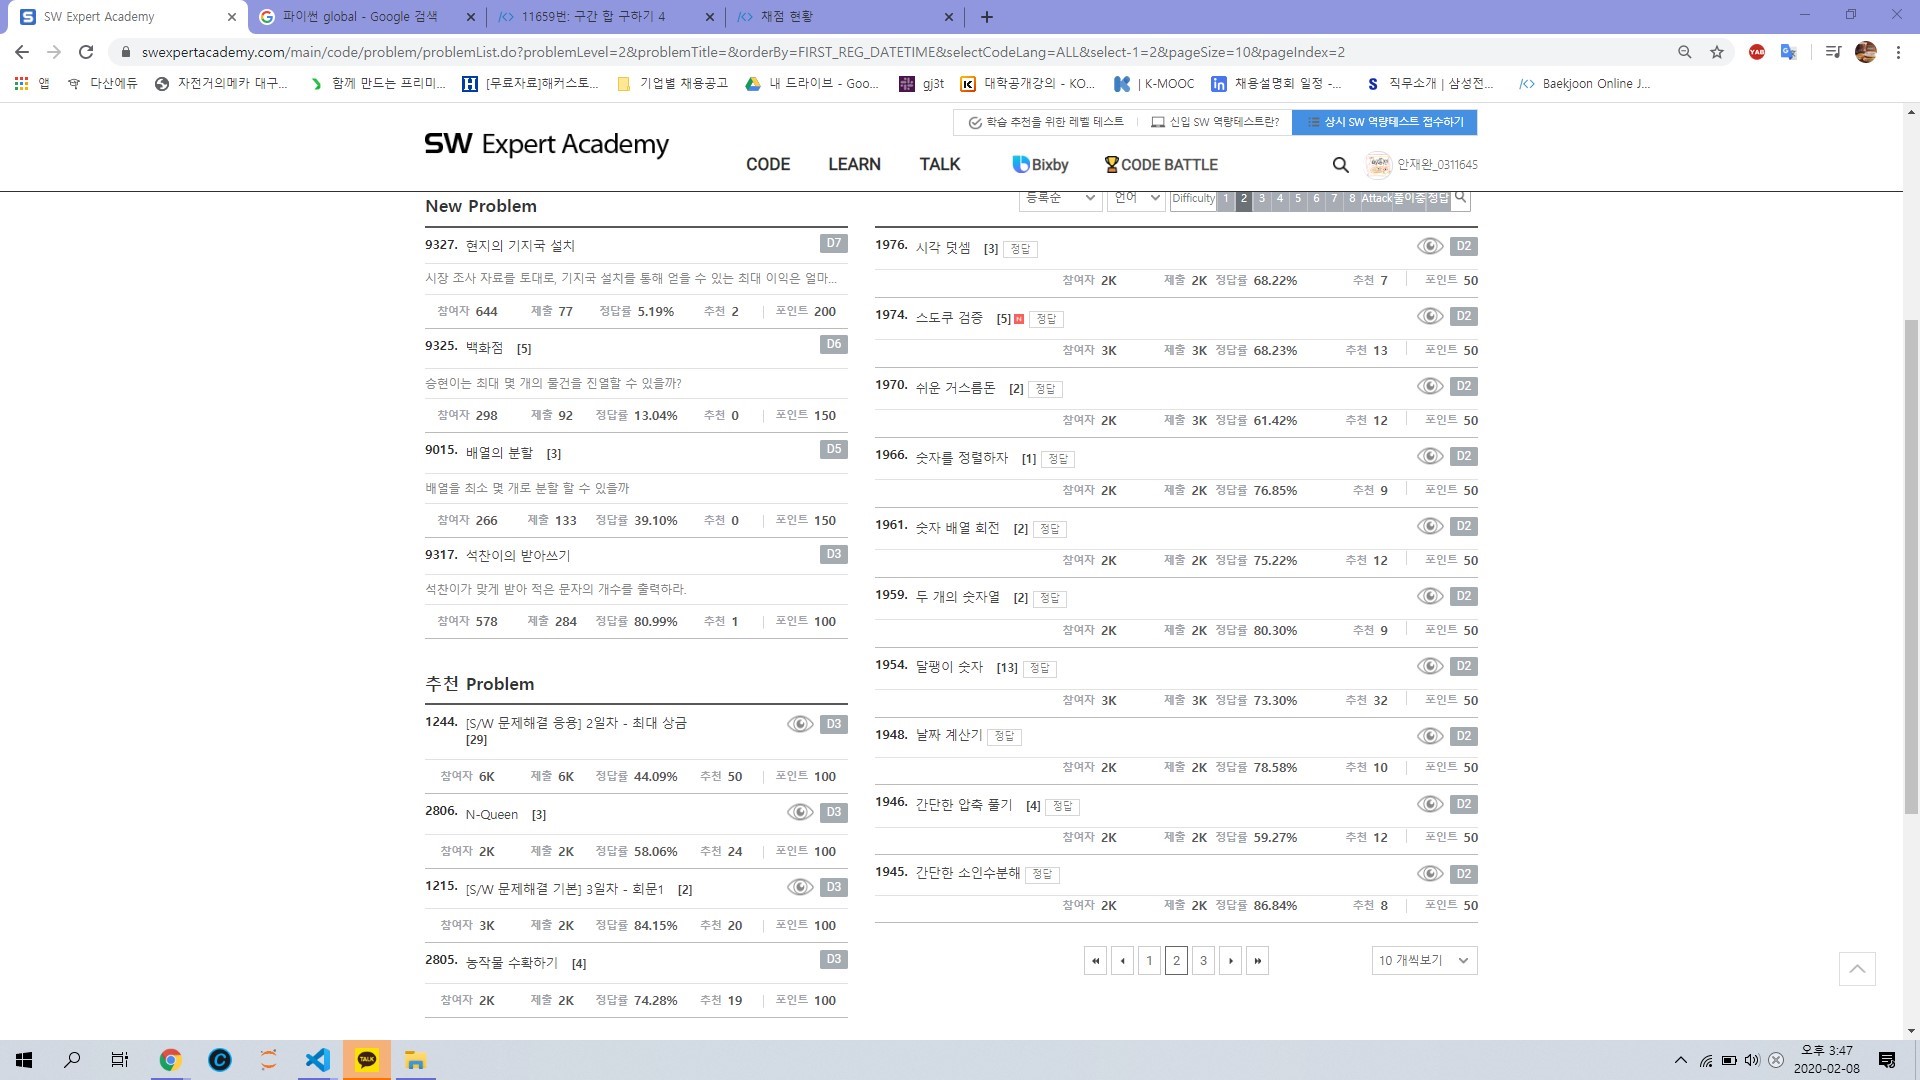 SW Expert Academy
파이썬 global - Google 검색
11659번: 구간 합 구하기 4
채점 현황
swexpertacademy.com/main/code/problem/problemList.do?problemLevel=2&problemTitle=&orderBy=FIRST_REG_DATETIME&selectCodeLang=ALL&select-1=2&pageSize=10&pageIndex=2
앱 다산에듀 자전거의메카 대구... 함께 만드는 프리미... [무료자료]해커스토... 기업별 채용공고 내 드라이브 - Goo... gj3t 대학공개강의 - KO... | K-MOOC 채용설명회 일정 -... 직무소개 | 삼성전... Baekjoon Online J...
학습 추천을 위한 레벨 테스트 신입 SW 역량테스트란? 상시 SW 역량테스트 접수하기
SW Expert Academy
CODE LEARN TALK Bixby CODE BATTLE 안재완_0311645
New Problem
등록순 언어 Difficulty 1 2 3 4 5 6 7 8 Attack 풀이중 정답
9327. 현지의 기지국 설치 D7
시장 조사 자료를 토대로, 기지국 설치를 통해 얻을 수 있는 최대 이익은 얼마...
참여자 644 제출 77 정답률 5.19% 추천 2 포인트 200
9325. 백화점 [5] D6
승현이는 최대 몇 개의 물건을 진열할 수 있을까?
참여자 298 제출 92 정답률 13.04% 추천 0 포인트 150
9015. 배열의 분할 [3] D5
배열을 최소 몇 개로 분할 할 수 있을까
참여자 266 제출 133 정답률 39.10% 추천 0 포인트 150
9317. 석찬이의 받아쓰기 D3
석찬이가 맞게 받아 적은 문자의 개수를 출력하라.
참여자 578 제출 284 정답률 80.99% 추천 1 포인트 100
추천 Problem
1244. [S/W 문제해결 응용] 2일차 - 최대 상금 D3
[29]
참여자 6K 제출 6K 정답률 44.09% 추천 50 포인트 100
2806. N-Queen [3] D3
참여자 2K 제출 2K 정답률 58.06% 추천 24 포인트 100
1215. [S/W 문제해결 기본] 3일차 - 회문1 [2] D3
참여자 3K 제출 2K 정답률 84.15% 추천 20 포인트 100
2805. 농작물 수확하기 [4] D3
참여자 2K 제출 2K 정답률 74.28% 추천 19 포인트 100
1976. 시각 덧셈 [3] 정답 D2
참여자 2K 제출 2K 정답률 68.22% 추천 7 포인트 50
1974. 스도쿠 검증 [5] N 정답 D2
참여자 3K 제출 3K 정답률 68.23% 추천 13 포인트 50
1970. 쉬운 거스름돈 [2] 정답 D2
참여자 2K 제출 3K 정답률 61.42% 추천 12 포인트 50
1966. 숫자를 정렬하자 [1] 정답 D2
참여자 2K 제출 2K 정답률 76.85% 추천 9 포인트 50
1961. 숫자 배열 회전 [2] 정답 D2
참여자 2K 제출 2K 정답률 75.22% 추천 12 포인트 50
1959. 두 개의 숫자열 [2] 정답 D2
참여자 2K 제출 2K 정답률 80.30% 추천 9 포인트 50
1954. 달팽이 숫자 [13] 정답 D2
참여자 3K 제출 3K 정답률 73.30% 추천 32 포인트 50
1948. 날짜 계산기 정답 D2
참여자 2K 제출 2K 정답률 78.58% 추천 10 포인트 50
1946. 간단한 압축 풀기 [4] 정답 D2
참여자 2K 제출 2K 정답률 59.27% 추천 12 포인트 50
1945. 간단한 소인수분해 정답 D2
참여자 2K 제출 2K 정답률 86.84% 추천 8 포인트 50
1 2 3 10 개씩보기
TALK
오후 3:47
2020-02-08